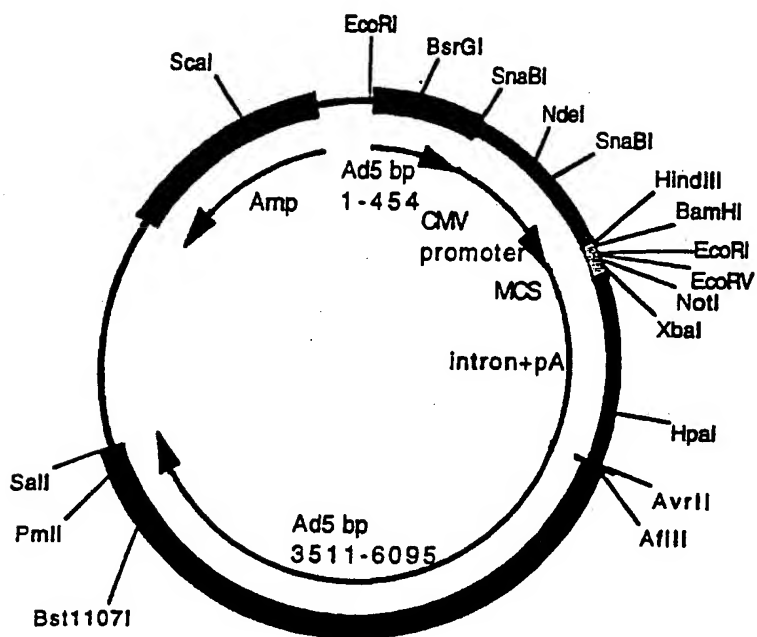 EcoRI
BsrGI
SnaBI
NdeI
SnaBI
HindIII
BamHI
EcoRI
EcoRV
NotI
XbaI
HpaI
AvrII
AflII
Bst1107I
PmlI
SalI
ScaI
Amp
Ad5 bp
1-454
CMV
promoter
MCS
intron+pA
Ad5 bp
3511-6095